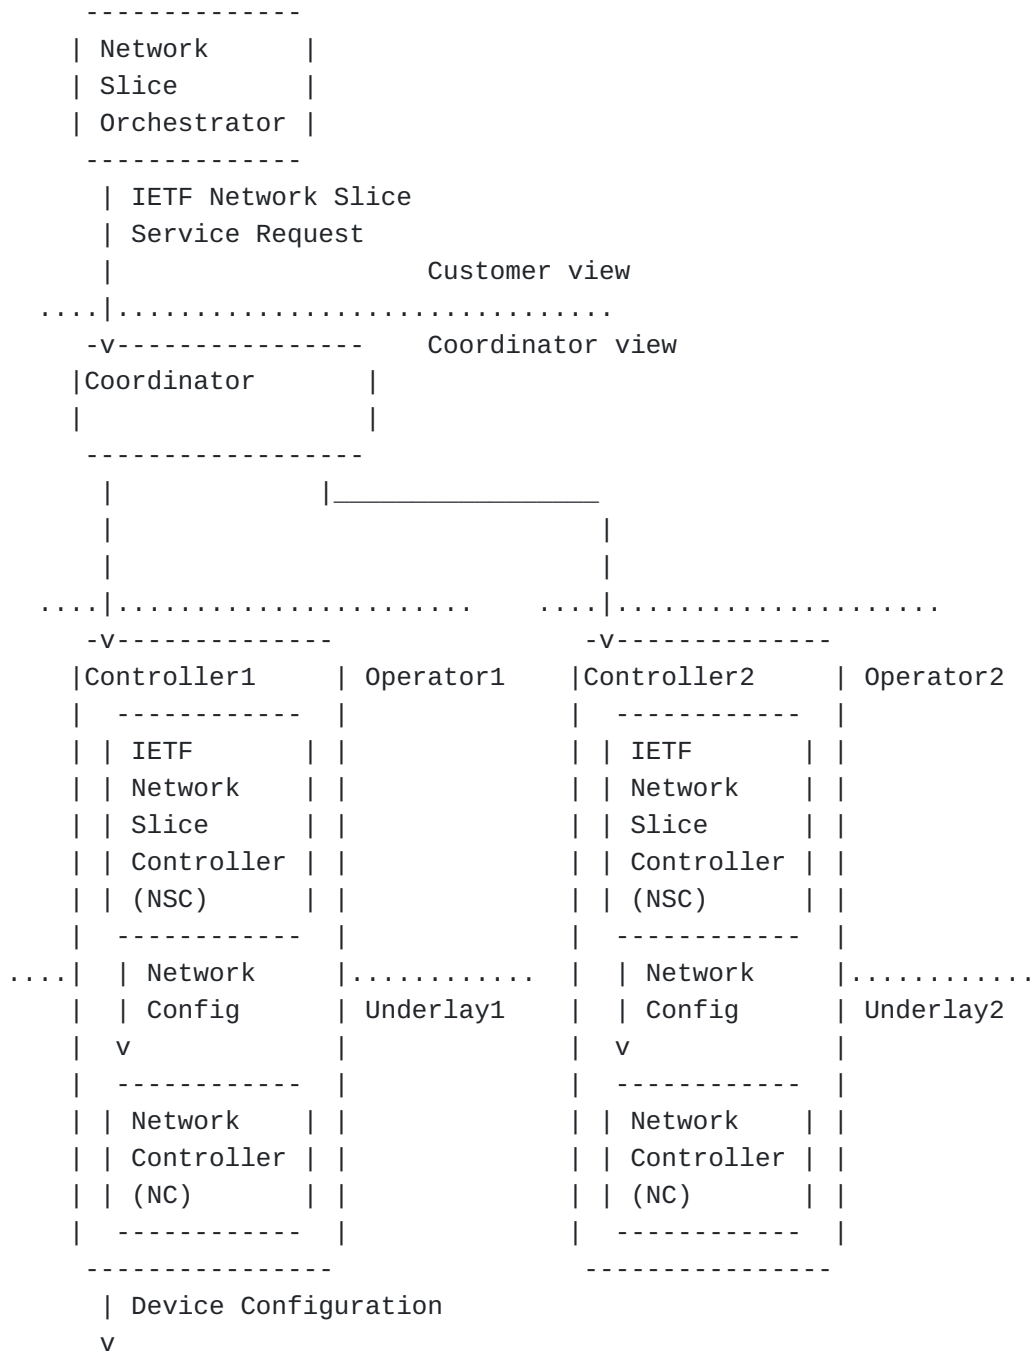 --------------
| Network      |
| Slice        |
| Orchestrator |
 --------------
  | IETF Network Slice
  | Service Request
  |                    Customer view
....|................................
 -v----------------    Coordinator view
|Coordinator       |
|                  |
 ------------------
  |             |_________________
  |                               |
  |                               |
....|.......................    ....|.....................
 -v--------------                -v--------------
|Controller1     | Operator1    |Controller2     | Operator2
|  ------------  |              |  ------------  |
| | IETF       | |              | | IETF       | |
| | Network    | |              | | Network    | |
| | Slice      | |              | | Slice      | |
| | Controller | |              | | Controller | |
| | (NSC)      | |              | | (NSC)      | |
|  ------------  |              |  ------------  |
....|  | Network     |............  |  | Network     |............
|  | Config      | Underlay1    |  | Config      | Underlay2
|  v             |              |  v             |
|  ------------  |              |  ------------  |
| | Network    | |              | | Network    | |
| | Controller | |              | | Controller | |
| | (NC)       | |              | | (NC)       | |
|  ------------  |              |  ------------  |
 ----------------                ----------------
  | Device Configuration
  v